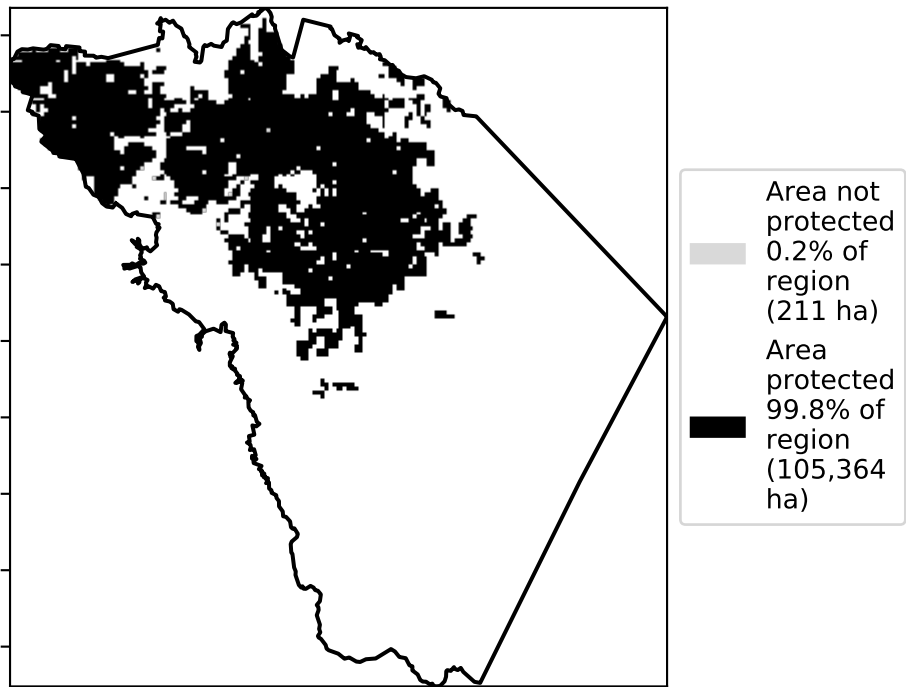 Area not
protected
0.2% of
region
(211 ha)
Area
protected
99.8% of
region
(105,364
ha)